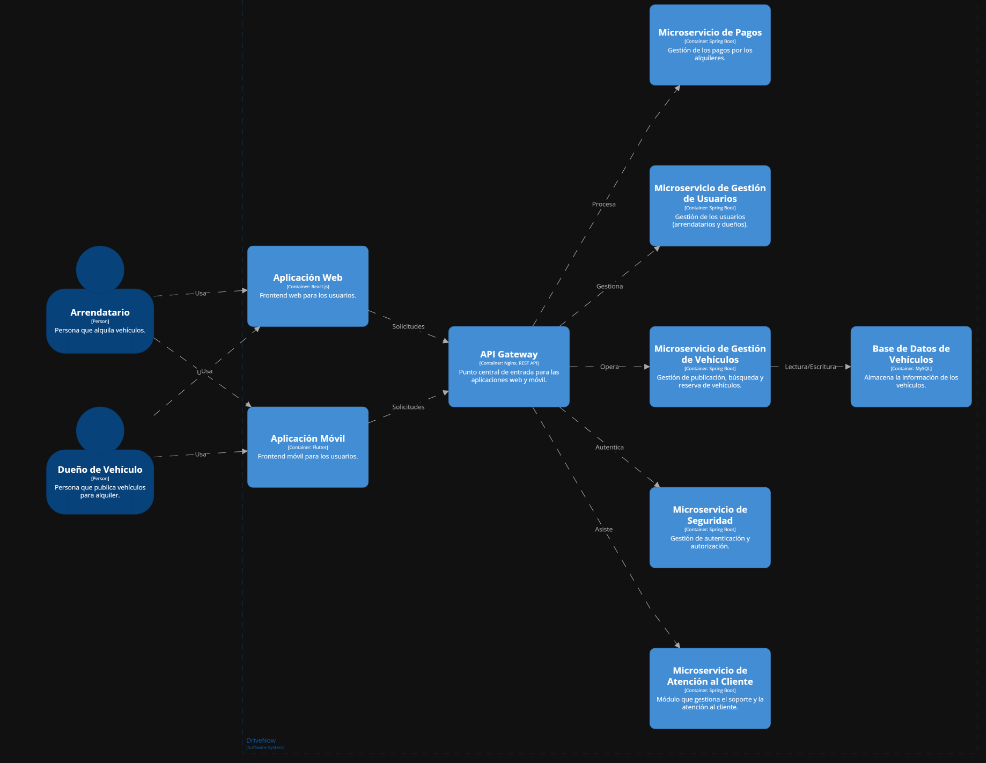 Microservicio de Pagos
[Container: Spring Boot]
Gestión de los pagos por los
alquileres.
Procesa
Microservicio de Gestión
de Usuarios
[Container: Spring Boot]
Gestión de los usuarios
(arrendatarios y dueños).
Gestiona
Arrendatario
[Person]
Persona que alquila vehículos.
Usa
Aplicación Web
[Container: React.js]
Frontend web para los usuarios.
Solicitudes
API Gateway
[Container: Nginx, REST API]
Punto central de entrada para las
aplicaciones web y móvil.
Opera
Microservicio de Gestión
de Vehículos
[Container: Spring Boot]
Gestión de publicación, búsqueda y
reserva de vehículos.
Lectura/Escritura
Base de Datos de
Vehículos
[Container: MySQL]
Almacena la información de los
vehículos.
Usa
Usa
Dueño de Vehículo
[Person]
Persona que publica vehículos
para alquiler.
Usa
Aplicación Móvil
[Container: Flutter]
Frontend móvil para los usuarios.
Solicitudes
Autentica
Microservicio de
Seguridad
[Container: Spring Boot]
Gestión de autenticación y
autorización.
Asiste
Microservicio de
Atención al Cliente
[Container: Spring Boot]
Módulo que gestiona el soporte y la
atención al cliente.
DriveNow
[Software System]